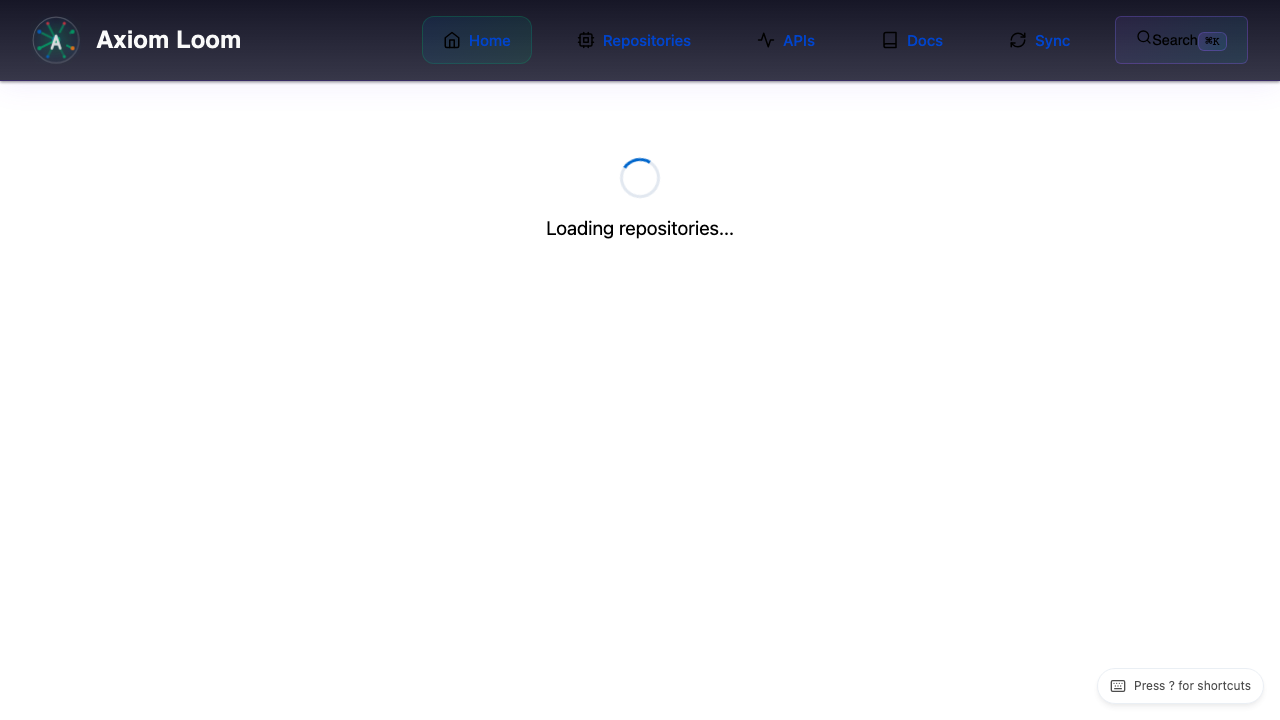 A
Axiom Loom
Home
Repositories
APIs
Docs
Sync
Search ⌘K
Loading repositories...
Press ? for shortcuts